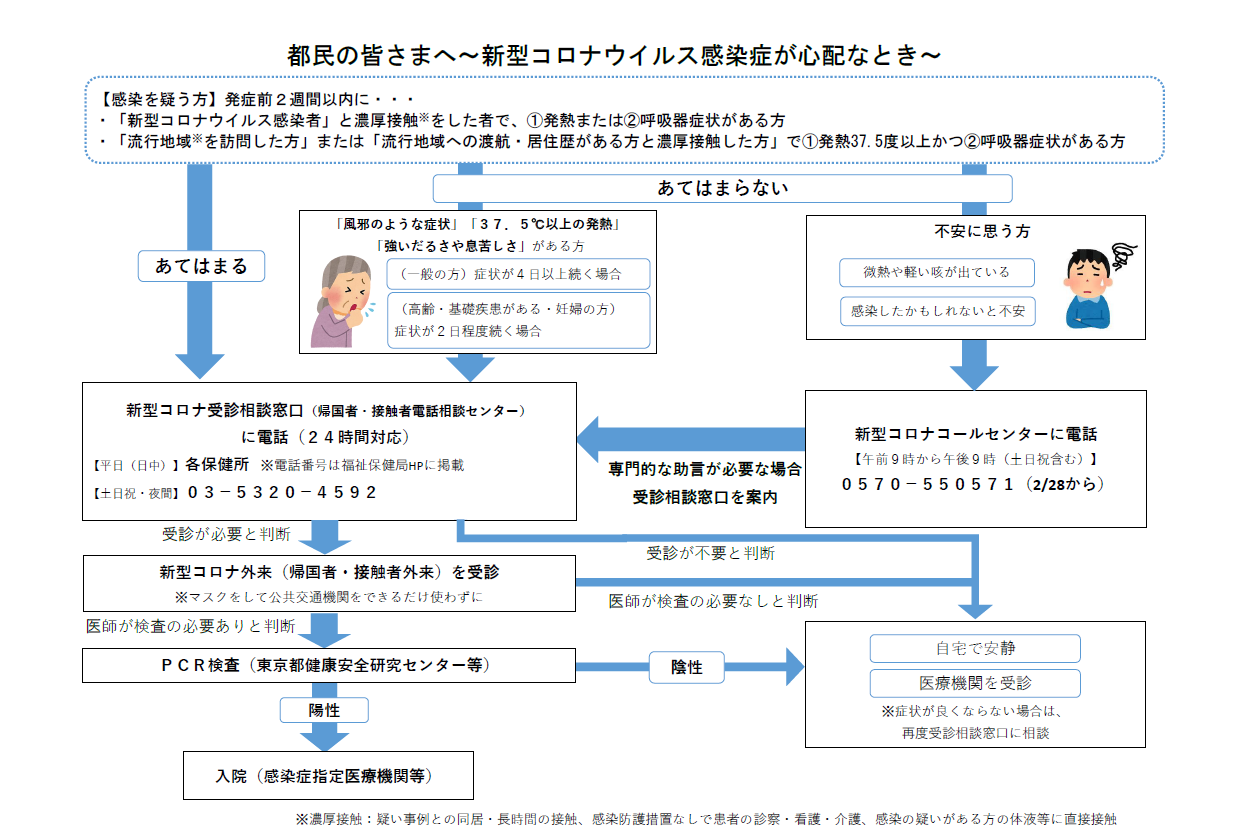 都民の皆さまへ～新型コロナウイルス感染症が心配なとき～
【感染を疑う方】発症前２週間以内に・・・
・「新型コロナウイルス感染者」と濃厚接触※をした者で、①発熱または②呼吸器症状がある方
・「流行地域※を訪問した方」または「流行地域への渡航・居住歴がある方と濃厚接触した方」で①発熱37.5度以上かつ②呼吸器症状がある方
あてはまらない
あてはまる
「風邪のような症状」「３７．５℃以上の発熱」
「強いだるさや息苦しさ」がある方
（一般の方）症状が４日以上続く場合
（高齢・基礎疾患がある・妊婦の方）
症状が２日程度続く場合
不安に思う方
微熱や軽い咳が出ている
感染したかもしれないと不安
新型コロナ受診相談窓口（帰国者・接触者電話相談センター）
に電話（２４時間対応）
【平日（日中）】各保健所　※電話番号は福祉保健局HPに掲載
【土日祝・夜間】０３－５３２０－４５９２
専門的な助言が必要な場合
受診相談窓口を案内
新型コロナコールセンターに電話
【午前９時から午後９時（土日祝含む）】
０５７０－５５０５７１（2/28から）
受診が必要と判断
受診が不要と判断
新型コロナ外来（帰国者・接触者外来）を受診
※マスクをして公共交通機関をできるだけ使わずに
医師が検査の必要なしと判断
医師が検査の必要ありと判断
ＰＣＲ検査（東京都健康安全研究センター等）
陰性
自宅で安静
医療機関を受診
※症状が良くならない場合は、
再度受診相談窓口に相談
陽性
入院（感染症指定医療機関等）
※濃厚接触：疑い事例との同居・長時間の接触、感染防護措置なしで患者の診察・看護・介護、感染の疑いがある方の体液等に直接接触